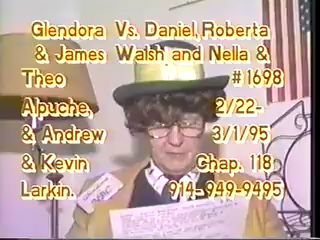 Glendora Vs. Daniel, Roberta
& James Walsh and Nella &
Theo #1698
Apuche, 2/22-
& Andrew 3/1/95
& Kevin Chap. 118
Larkin. 914-949-9495